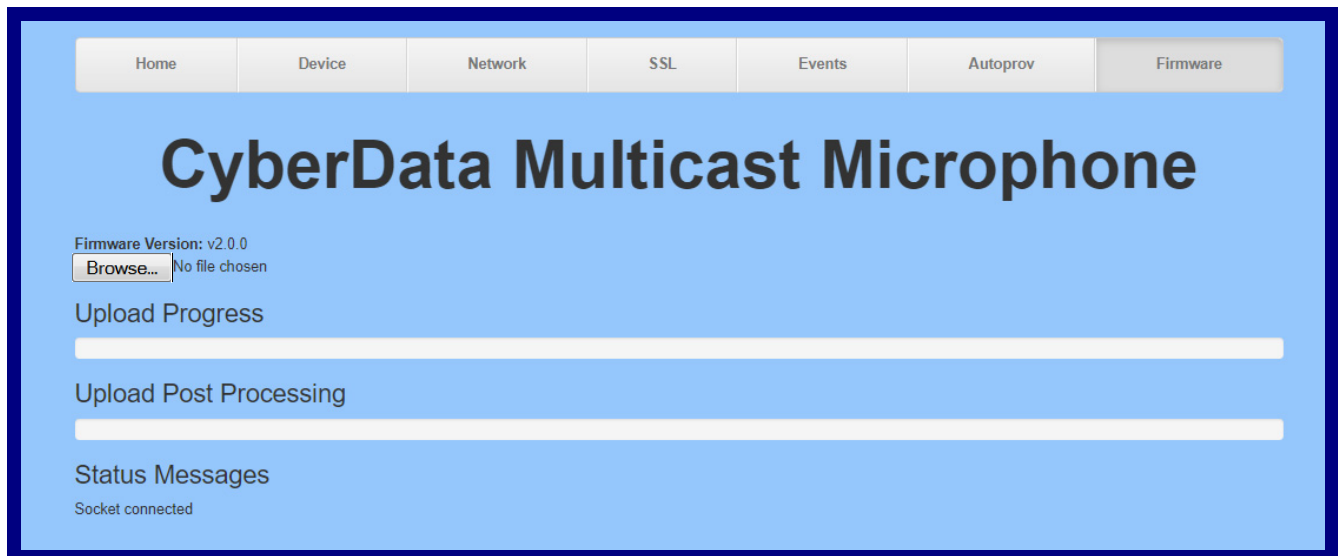 Home Device Network SSL Events Autoprov Firmware
CyberData Multicast Microphone
Firmware Version: v2.0.0
Browse... No file chosen
Upload Progress
Upload Post Processing
Status Messages
Socket connected